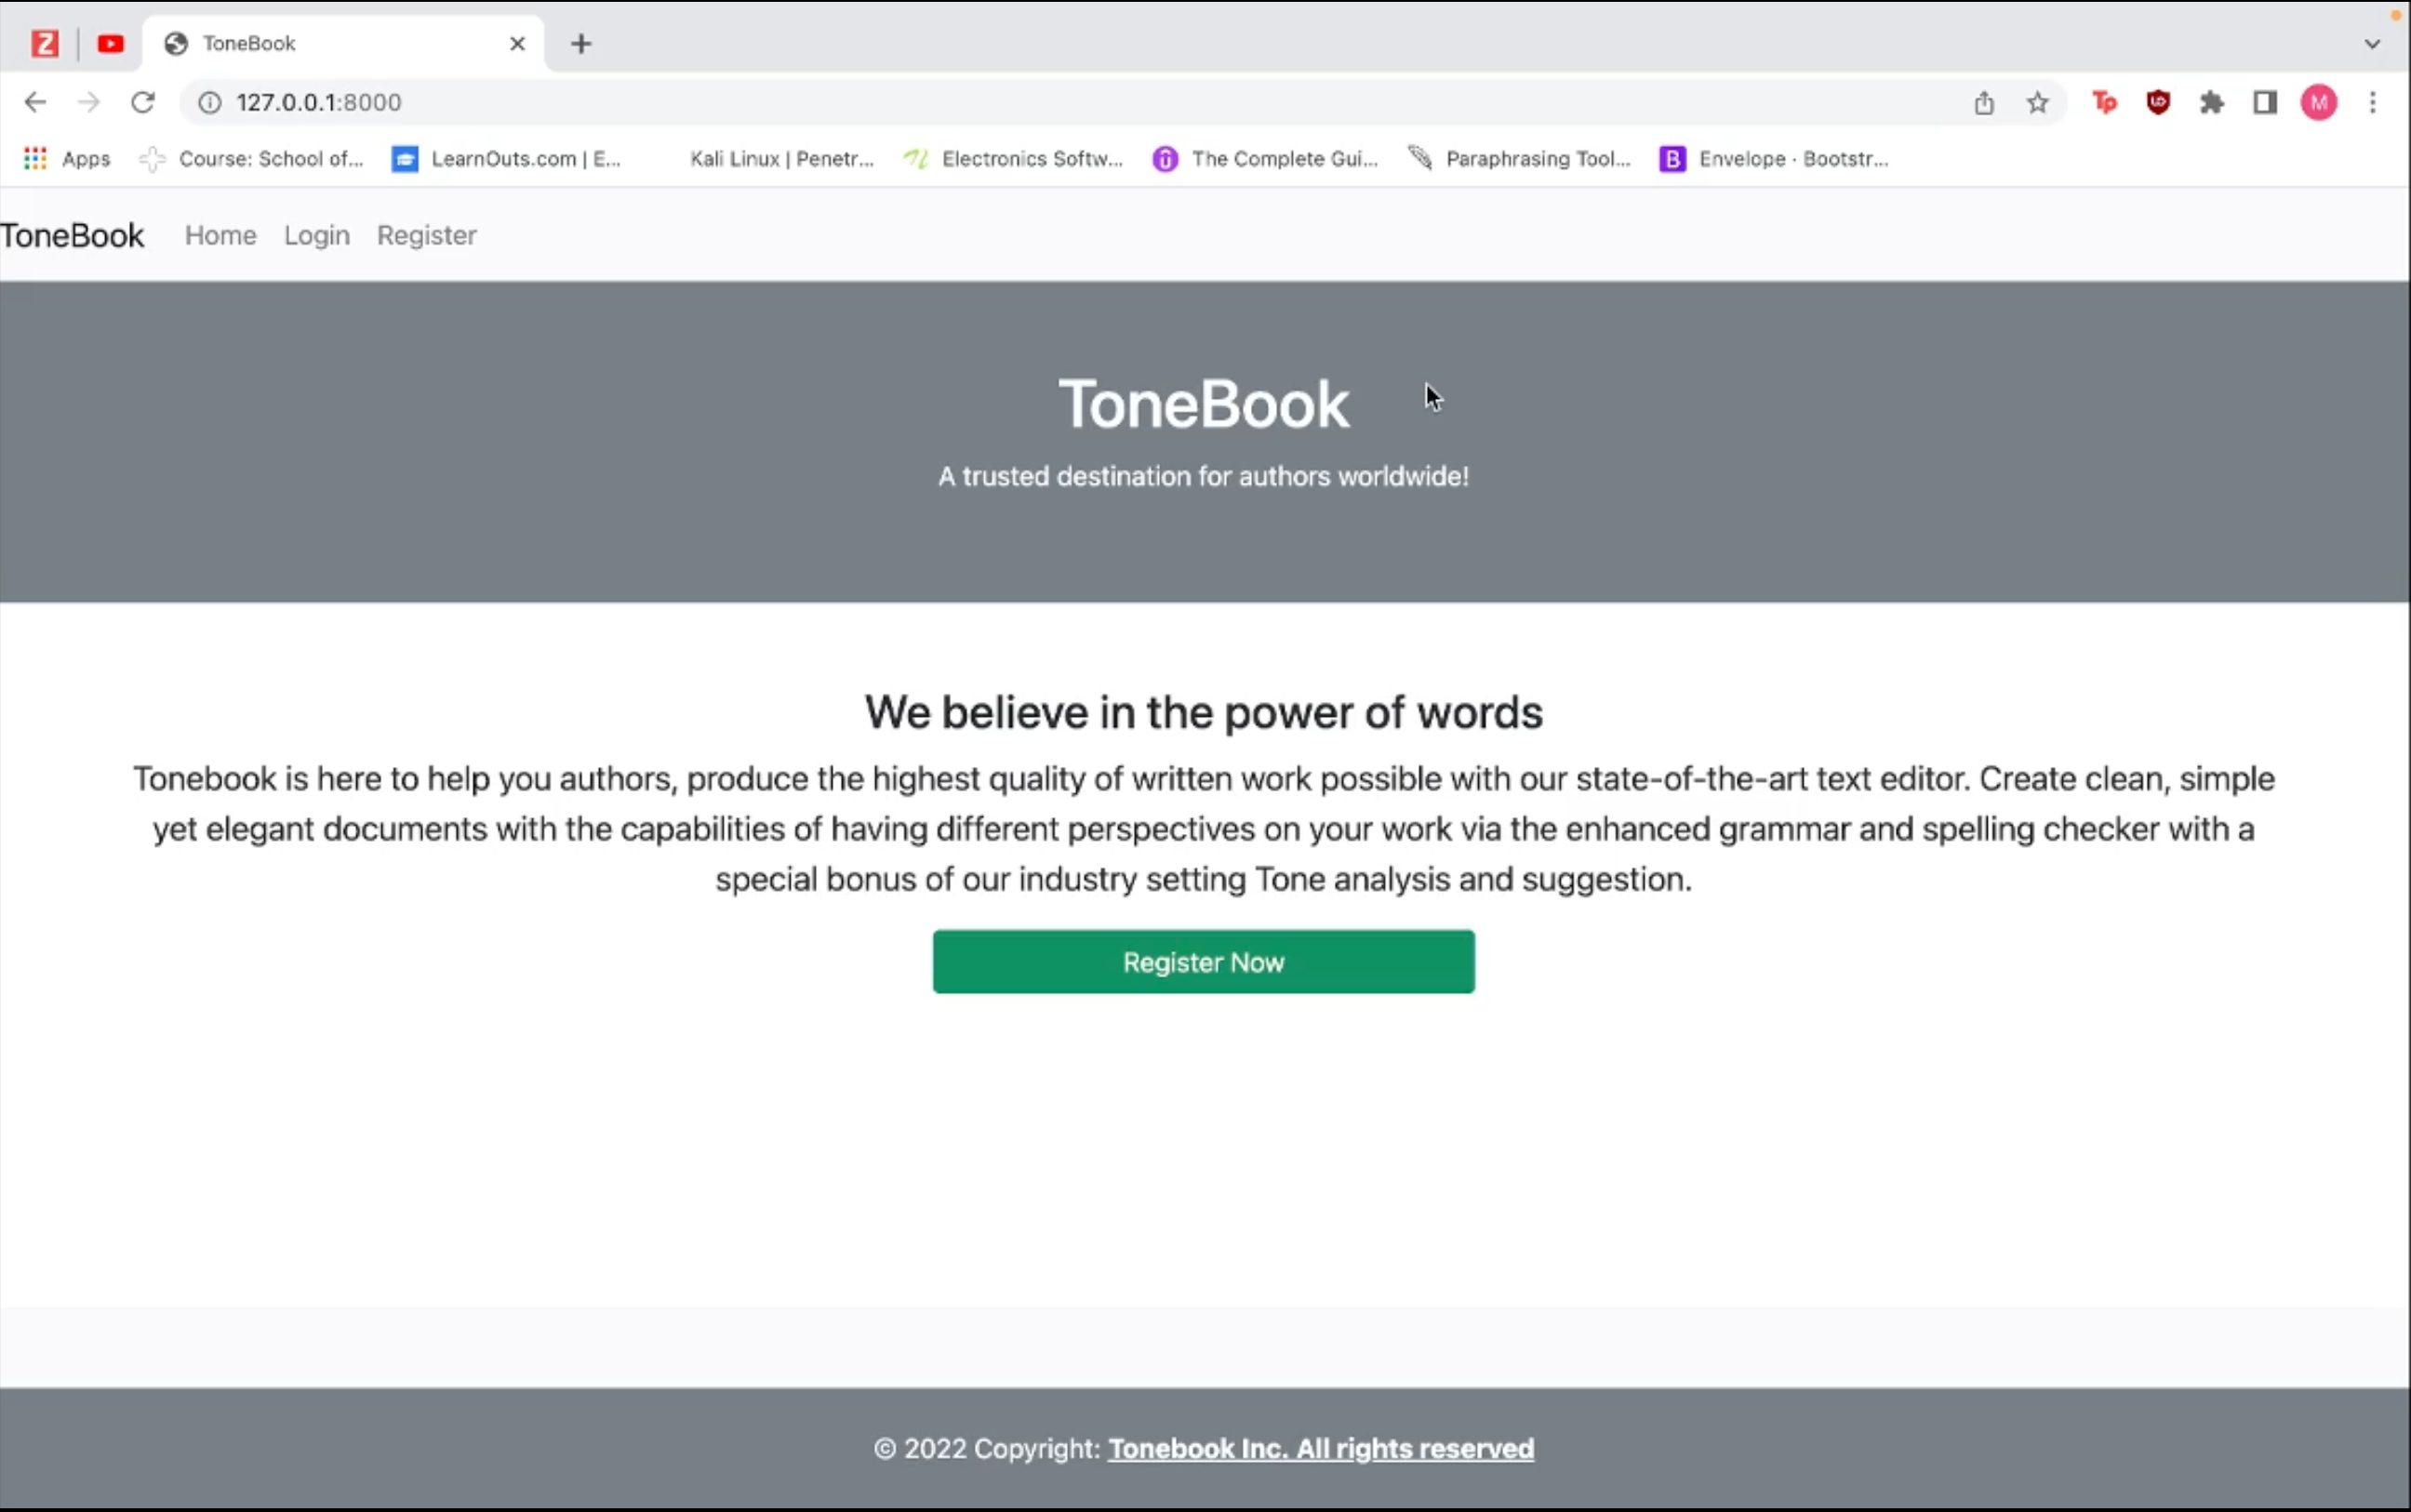 ToneBook
127.0.0.1:8000
M
Apps Course: School of... LearnOuts.com | E... Kali Linux | Penetr... Electronics Softw... The Complete Gui... Paraphrasing Tool... B Envelope · Bootstr...
ToneBook Home Login Register
ToneBook
A trusted destination for authors worldwide!
We believe in the power of words
Tonebook is here to help you authors, produce the highest quality of written work possible with our state-of-the-art text editor. Create clean, simple
yet elegant documents with the capabilities of having different perspectives on your work via the enhanced grammar and spelling checker with a
special bonus of our industry setting Tone analysis and suggestion.
Register Now
© 2022 Copyright: Tonebook Inc. All rights reserved